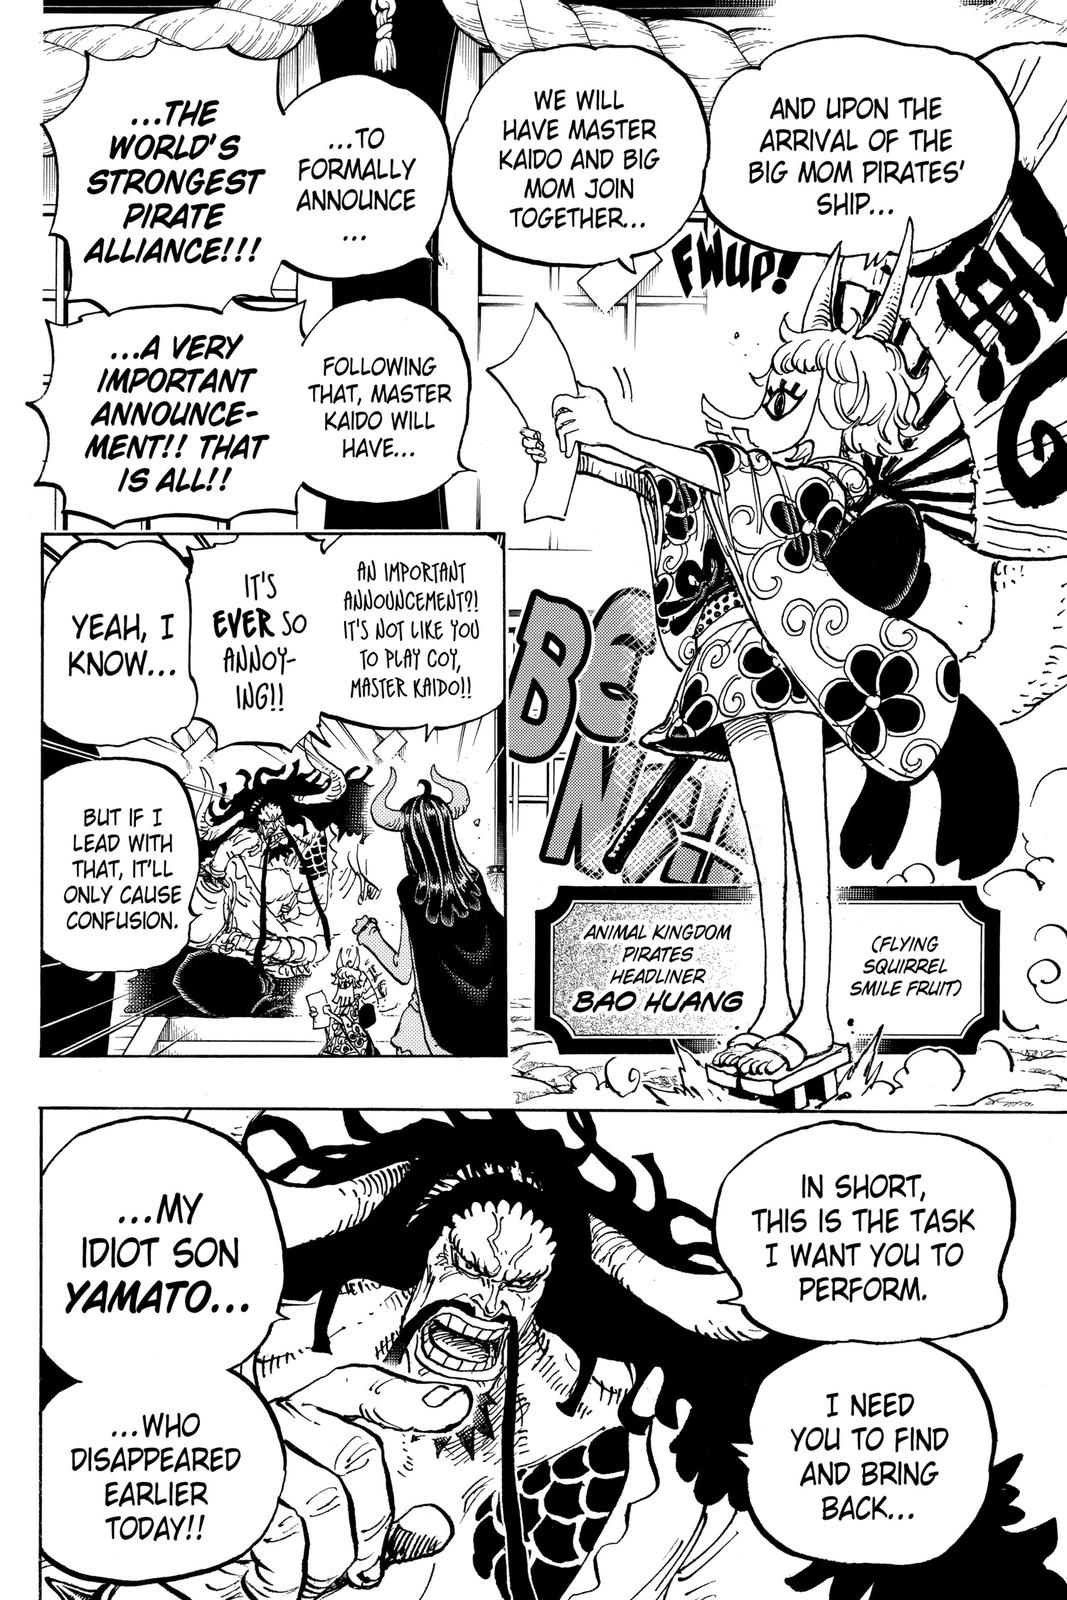 AND UPON THE
ARRIVAL OF THE
BIG MOM PIRATES'
SHIP...
WE WILL
HAVE MASTER
KAIDO AND BIG
MOM JOIN
TOGETHER...
...TO
FORMALLY
ANNOUNCE
...
...THE
WORLD'S
STRONGEST
PIRATE
ALLIANCE!!!
FWUP!
FOLLOWING
THAT, MASTER
KAIDO WILL
HAVE...
...A VERY
IMPORTANT
ANNOUNCE-
MENT!! THAT
IS ALL!!
ANIMAL KINGDOM
PIRATES
HEADLINER
BAO HUANG
(FLYING
SQUIRREL
SMILE FRUIT)
AN IMPORTANT
ANNOUNCEMENT?!
IT'S NOT LIKE YOU
TO PLAY COY,
MASTER KAIDO!!
IT'S
EVER SO
ANNOY-
ING!!
YEAH, I
KNOW...
BUT IF I
LEAD WITH
THAT, IT'LL
ONLY CAUSE
CONFUSION.
IN SHORT,
THIS IS THE TASK
I WANT YOU TO
PERFORM.
I NEED
YOU TO FIND
AND BRING
BACK...
...MY
IDIOT SON
YAMATO...
...WHO
DISAPPEARED
EARLIER
TODAY!!